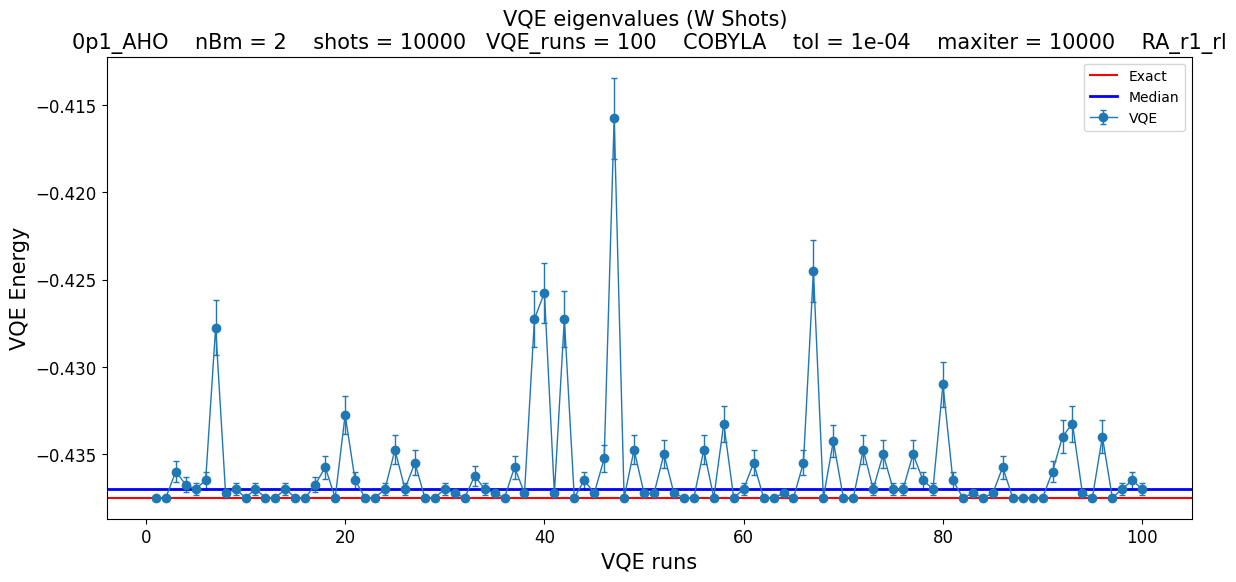 VQE eigenvalues (W Shots)
0p1_AHO nBm = 2 shots = 10000 VQE_runs = 100 COBYLA tol = 1e-04 maxiter = 10000 RA_r1_rl
Exact
Median
VQE
−0.415
−0.420
−0.425
−0.430
−0.435
VQE Energy
0 20 40 60 80 100
VQE runs